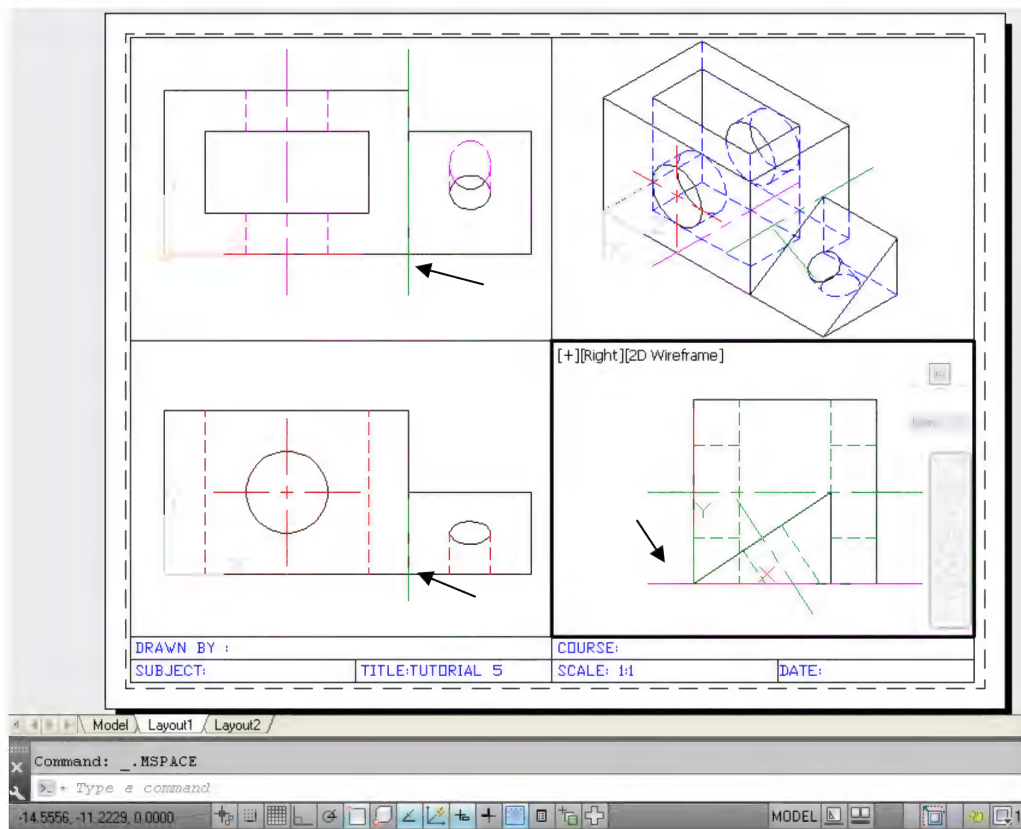 [+][Right][2D Wireframe]
Y
X
DRAWN BY :
COURSE:
SUBJECT:
TITLE:TUTORIAL 5
SCALE: 1:1
DATE:
Model
Layout1
Layout2
Command: _.MSPACE
Type a command
-14.5556, -11.2229, 0.0000
MODEL
1